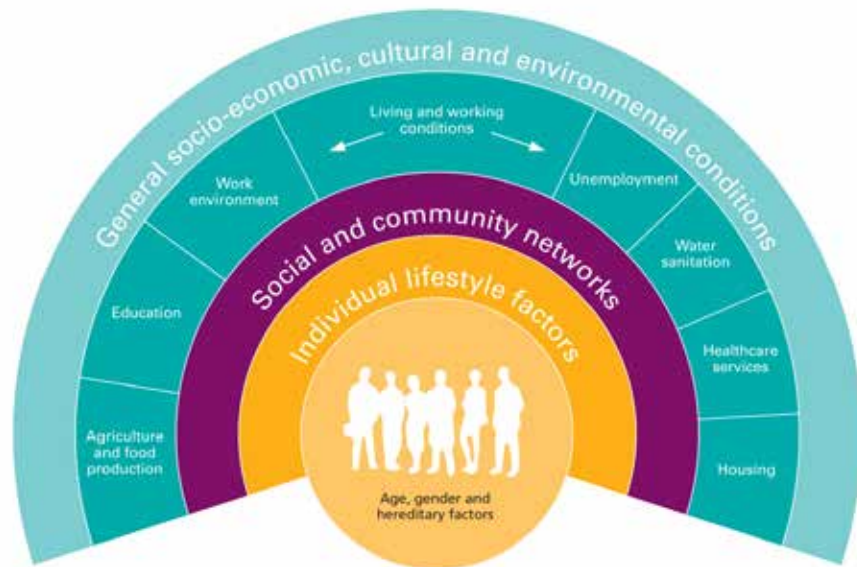 General socio-economic, cultural and environmental conditions
Living and working
conditions
Work
environment
Unemployment
Education
Water
sanitation
Agriculture
and food
production
Healthcare
services
Housing
Social and community networks
Individual lifestyle factors
Age, gender and
hereditary factors